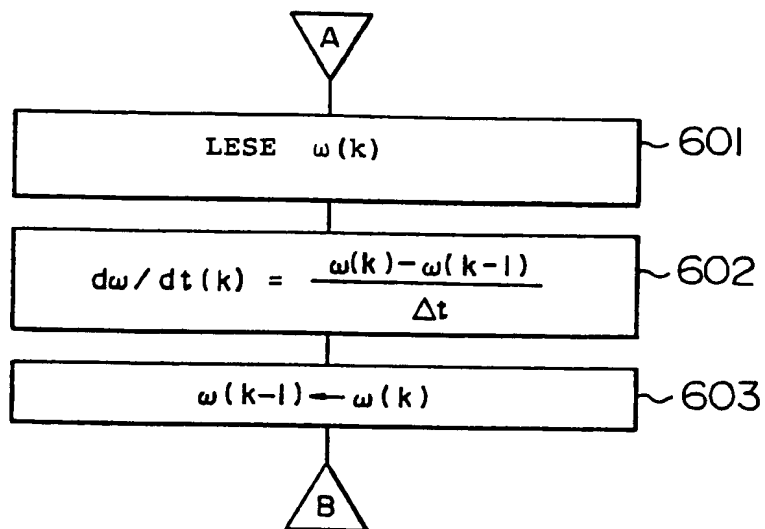 A
LESE ω(k) 601
dω/dt(k) = ω(k)-ω(k-1) / Δt 602
ω(k-1)←ω(k) 603
B